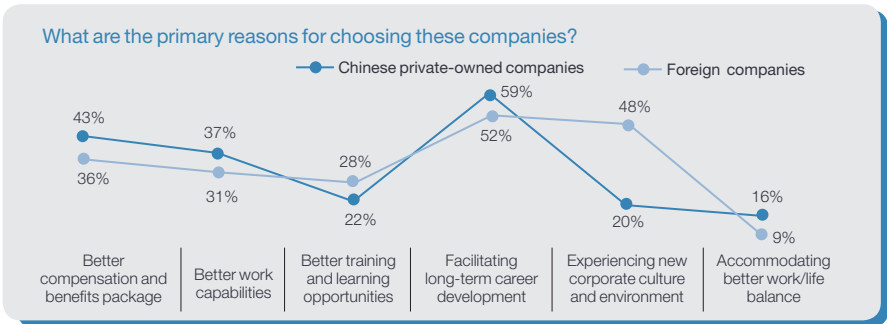 What are the primary reasons for choosing these companies?
Chinese private-owned companies
Foreign companies
43%
37%
28%
59%
48%
16%
36%
31%
22%
52%
20%
9%
Better
compensation and
benefits package
Better work
capabilities
Better training
and learning
opportunities
Facilitating
long-term career
development
Experiencing new
corporate culture
and environment
Accommodating
better work/life
balance